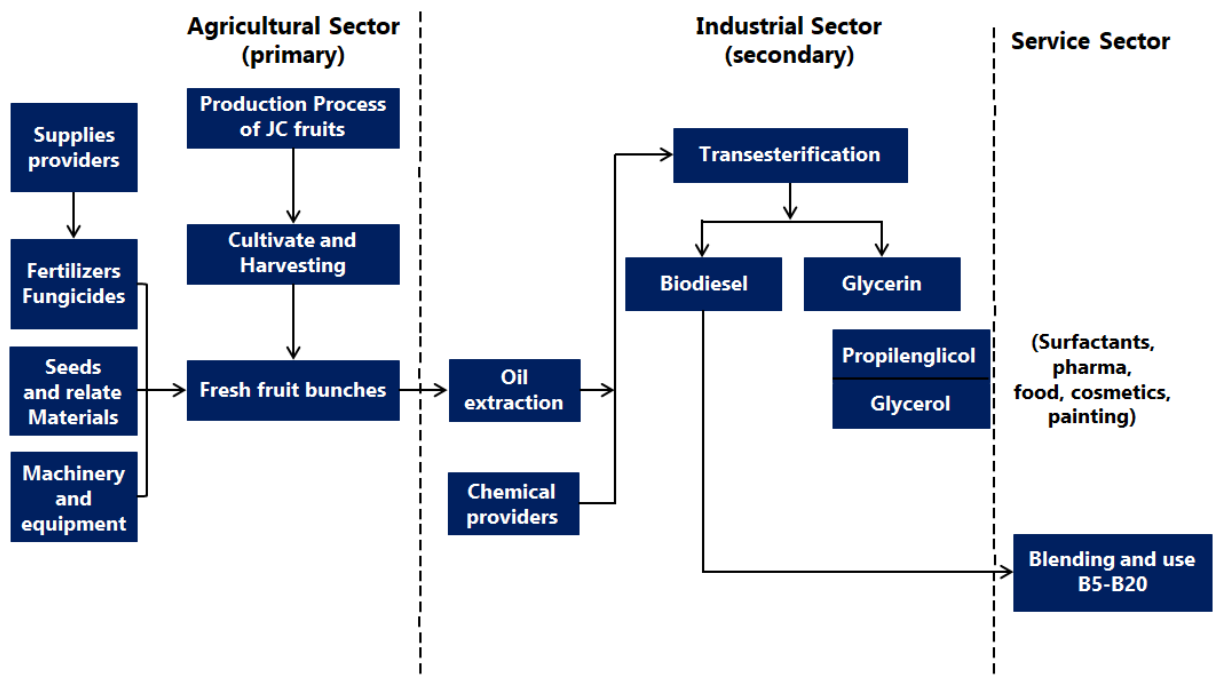 Agricultural Sector
(primary)
Industrial Sector
(secondary)
Service Sector
Supplies
providers
Production Process
of JC fruits
Transesterification
Fertilizers
Fungicides
Cultivate and
Harvesting
Biodiesel
Glycerin
Seeds
and relate
Materials
Fresh fruit bunches
Oil
extraction
Propilenglicol
Glycerol
(Surfactants,
pharma,
food, cosmetics,
painting)
Machinery
and
equipment
Chemical
providers
Blending and use
B5-B20